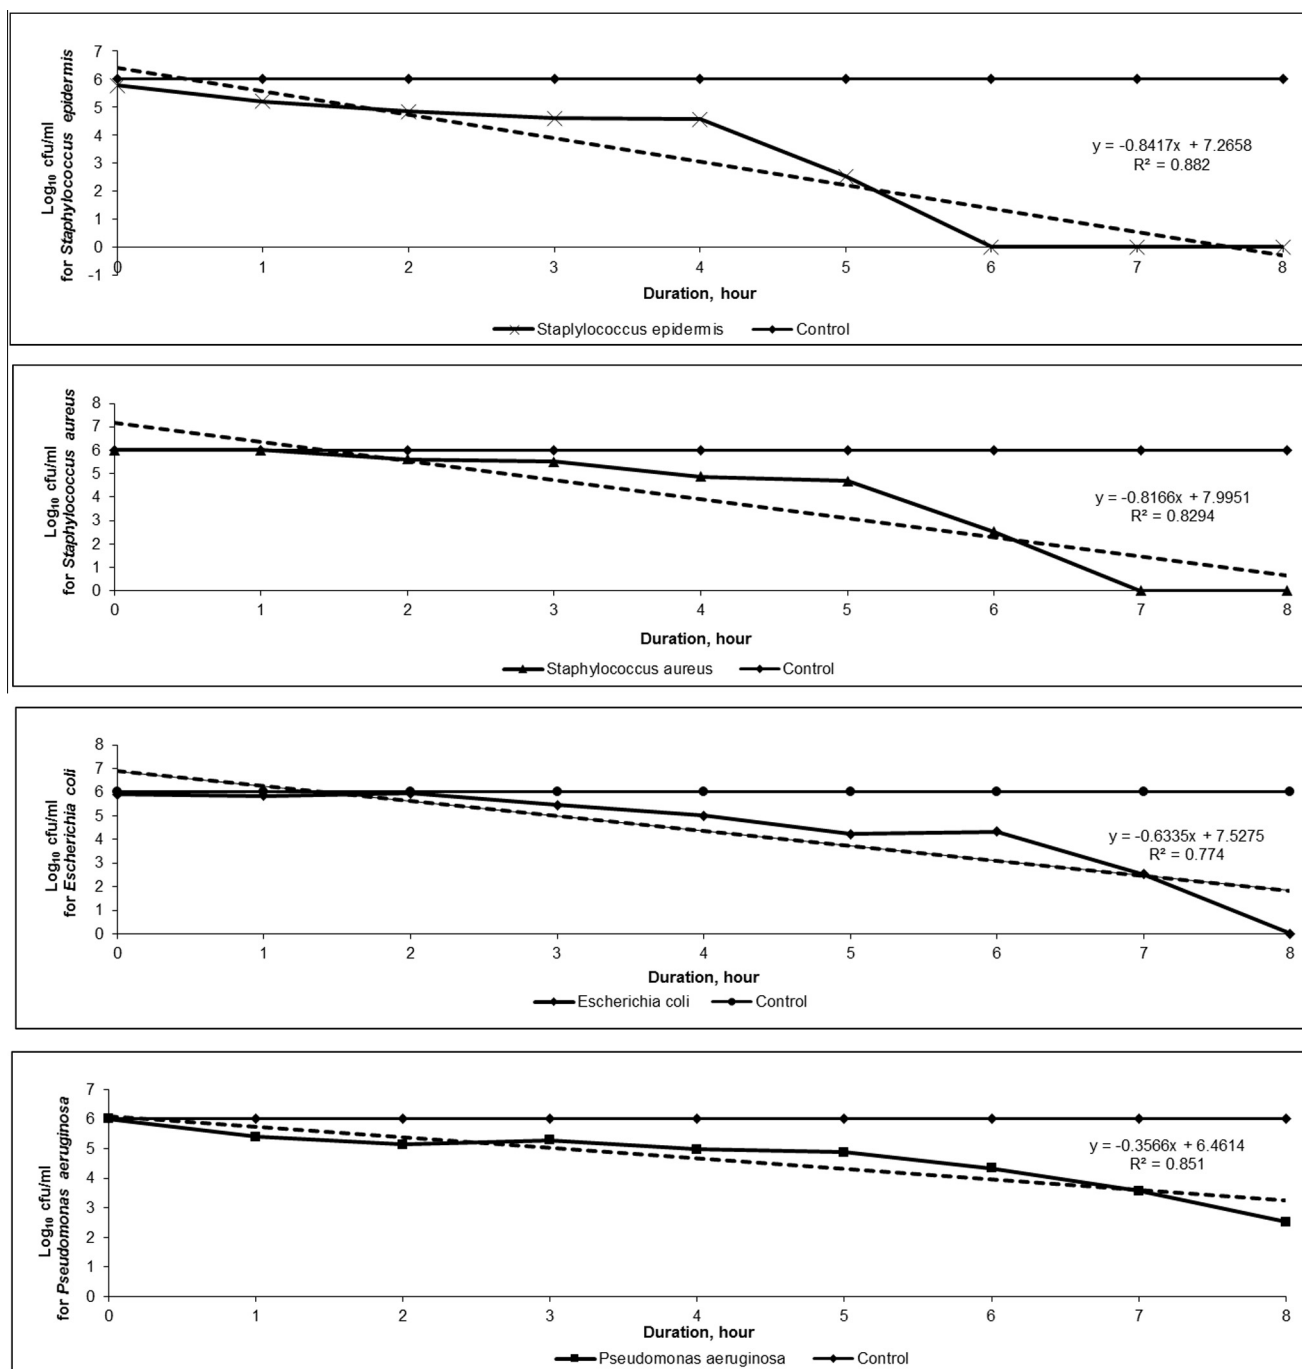 Log₁₀ cfu/ml
for Staphylococcus epidermis
7
6
5
4
3
2
1
0
-1
0 1 2 3 4 5 6 7 8
y = -0.8417x + 7.2658
R² = 0.882
Duration, hour
Staplylococcus epidermis Control
Log₁₀ cfu/ml
for Staphylococcus aureus
8
7
6
5
4
3
2
1
0
0 1 2 3 4 5 6 7 8
y = -0.8166x + 7.9951
R² = 0.8294
Duration, hour
Staphylococcus aureus Control
Log₁₀ cfu/ml
for Escherichia coli
8
7
6
5
4
3
2
1
0
0 1 2 3 4 5 6 7 8
y = -0.6335x + 7.5275
R² = 0.774
Duration, hour
Escherichia coli Control
Log₁₀ cfu/ml
for Pseudomonas aeruginosa
7
6
5
4
3
2
1
0
0 1 2 3 4 5 6 7 8
y = -0.3566x + 6.4614
R² = 0.851
Duration, hour
Pseudomonas aeruginosa Control